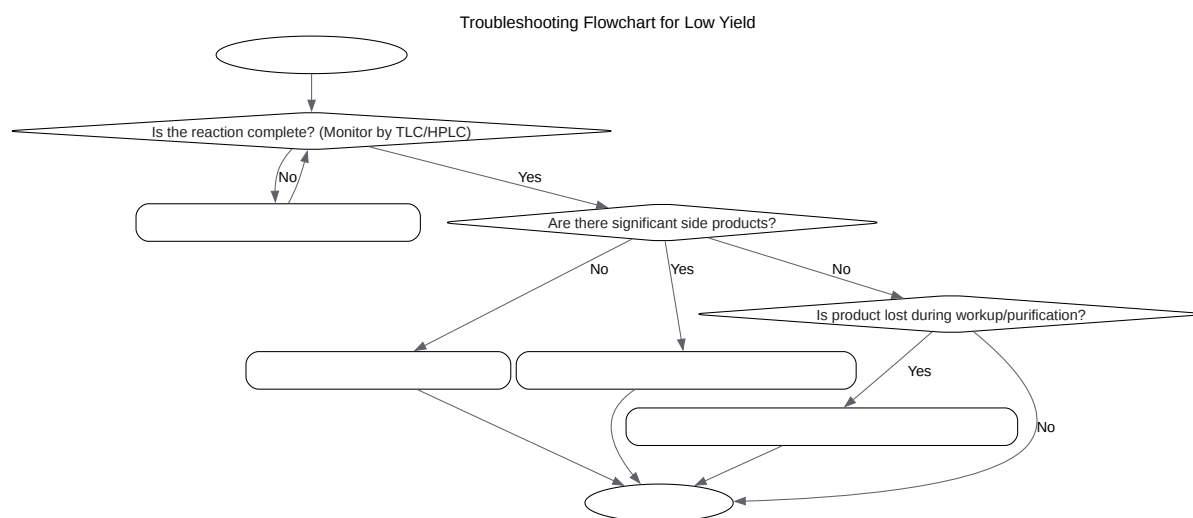 Troubleshooting Flowchart for Low Yield
Is the reaction complete? (Monitor by TLC/HPLC)
No
Yes
Are there significant side products?
No
Yes
No
Is product lost during workup/purification?
Yes
No